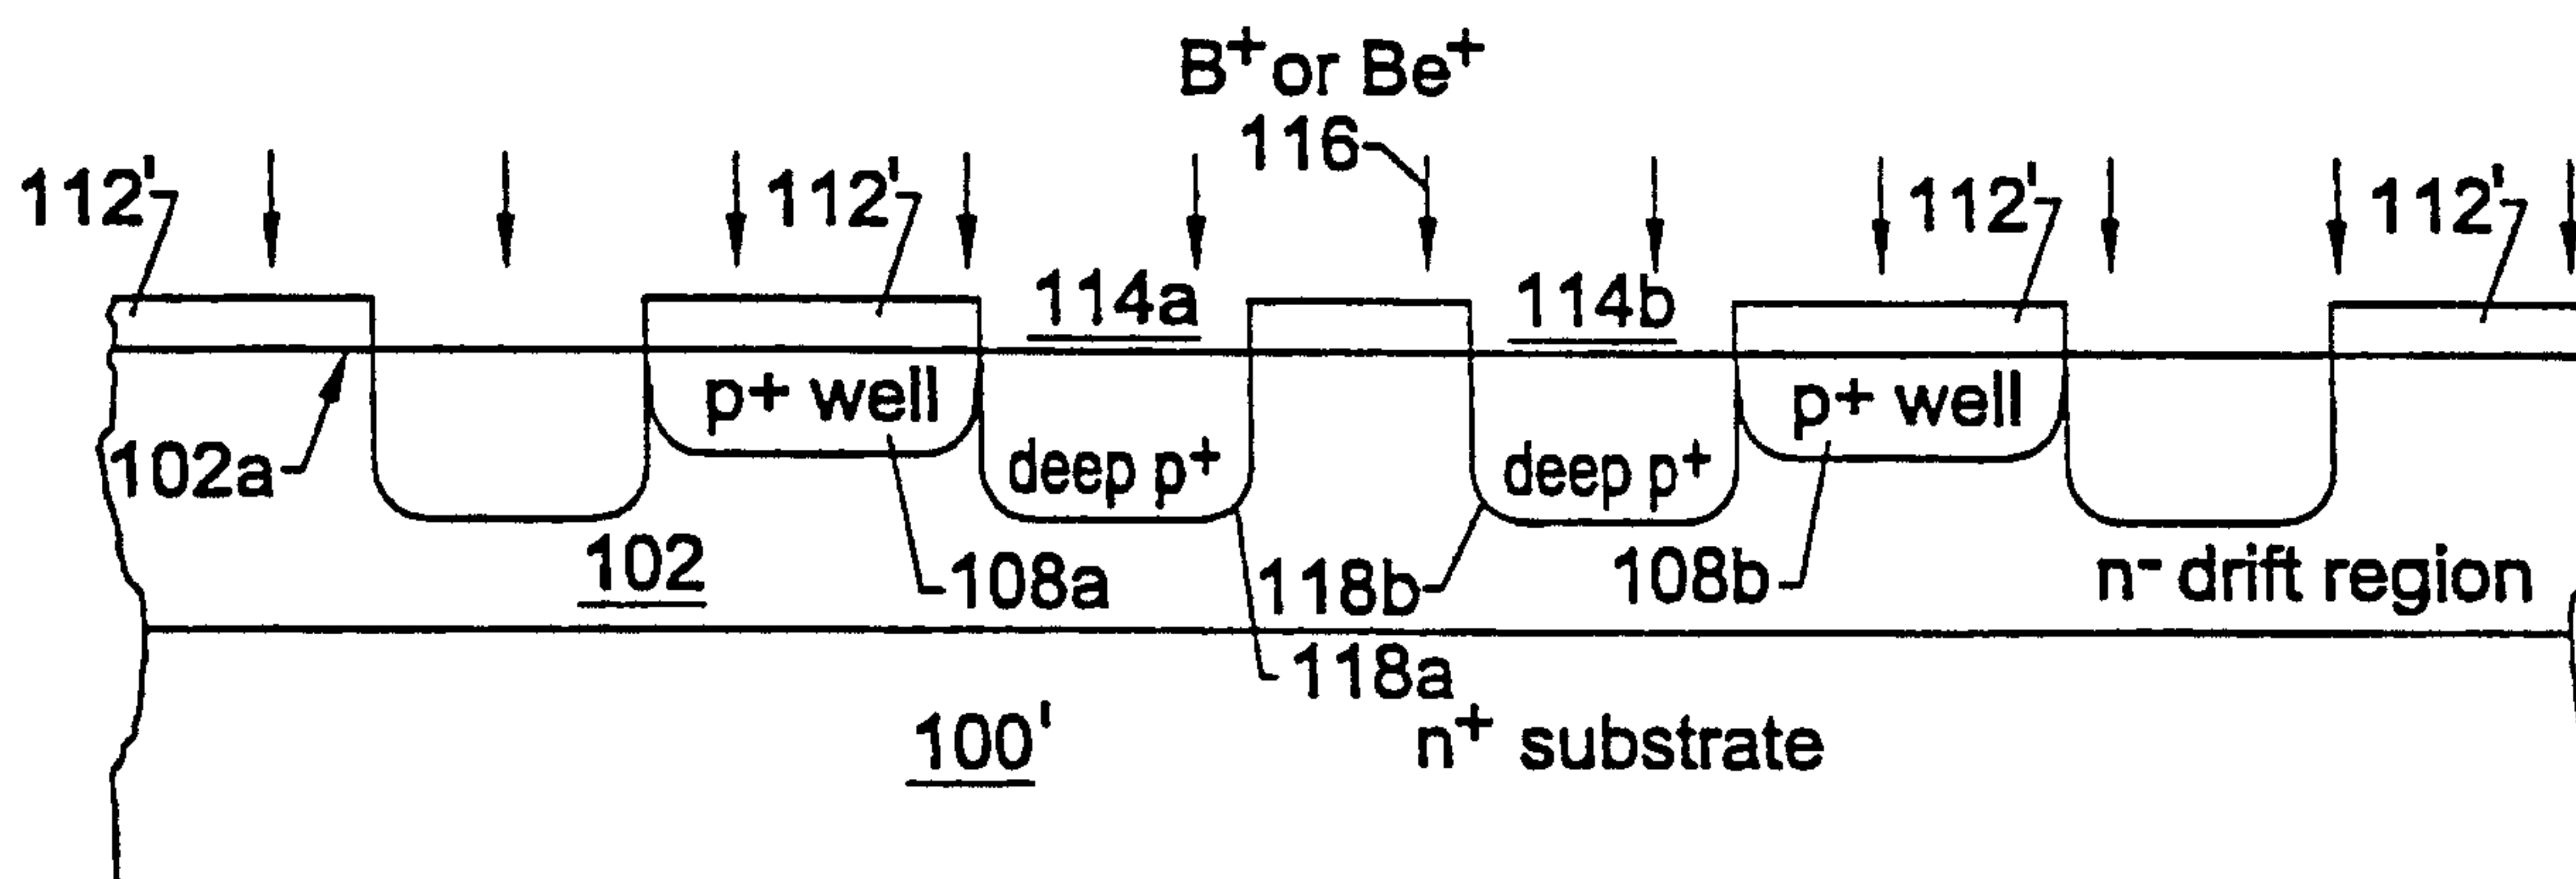 B+ or Be+
116
112' 112' 112' 112'
114a 114b
p+ well p+ well
102a deep p+ deep p+
102 108a 118b 108b n- drift region
118a
100' n+ substrate